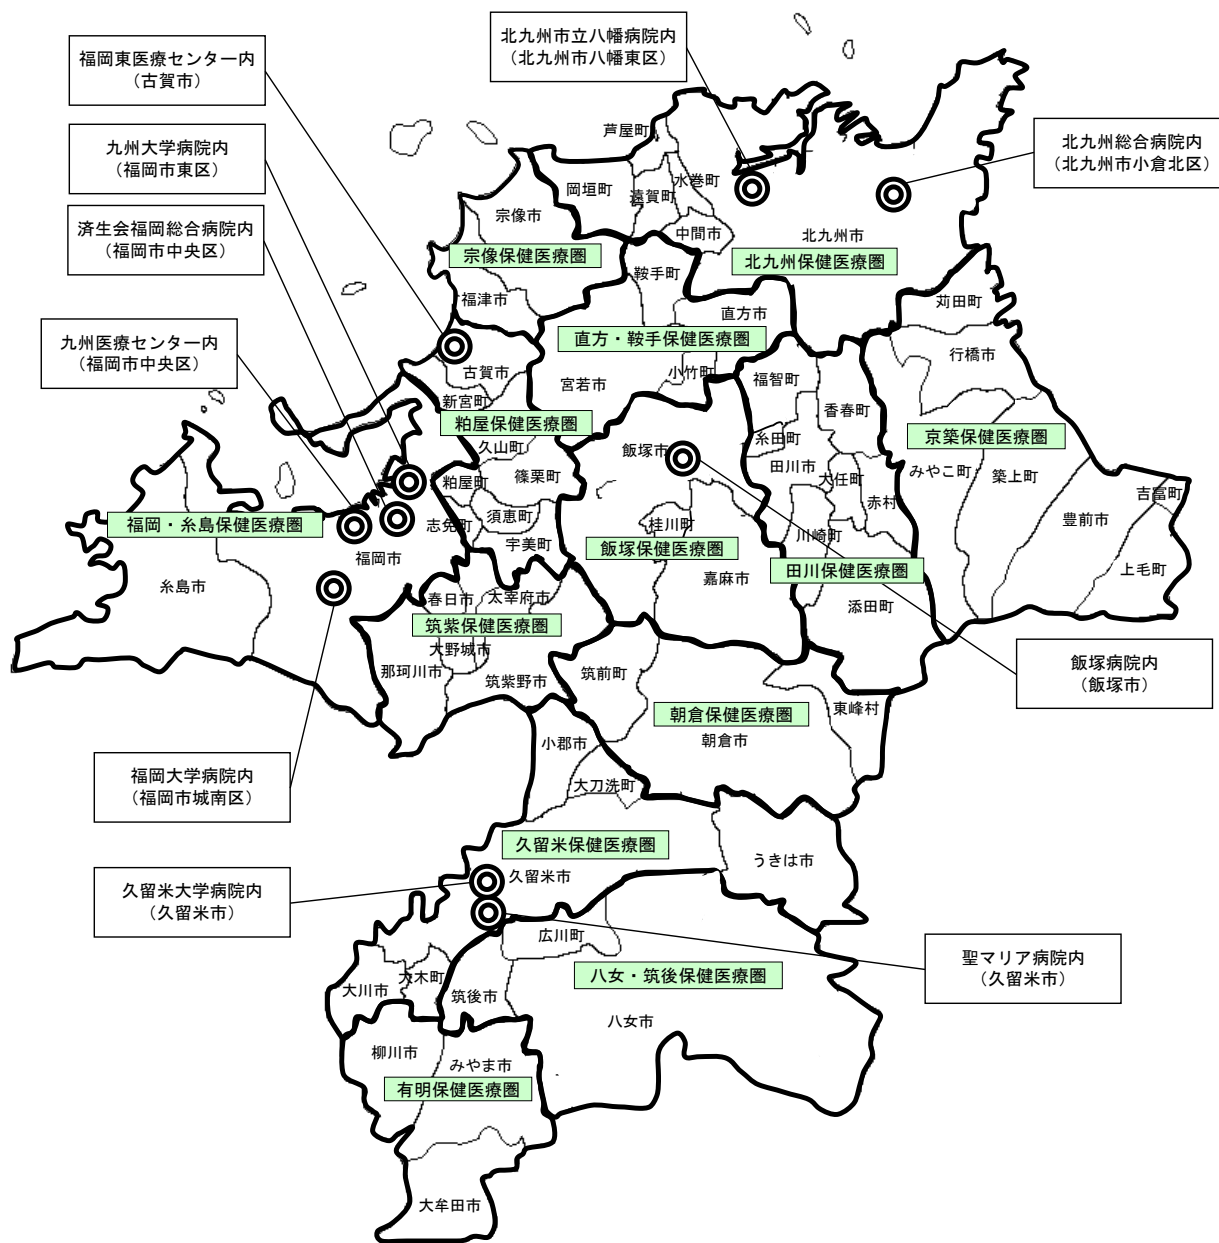 北九州市立八幡病院内
（北九州市八幡東区）
福岡東医療センター内
（古賀市）
九州大学病院内
（福岡市東区）
北九州総合病院内
（北九州市小倉北区）
済生会福岡総合病院内
（福岡市中央区）
九州医療センター内
（福岡市中央区）
芦屋町
岡垣町
遠賀町
水巻町
中間市
北九州市
北九州保健医療圏
宗像市
宗像保健医療圏
福津市
鞍手町
直方市
直方・鞍手保健医療圏
小竹町
宮若市
苅田町
行橋市
京築保健医療圏
みやこ町
築上町
吉富町
豊前市
上毛町
古賀市
新宮町
粕屋保健医療圏
久山町
篠栗町
粕屋町
須恵町
志免町
宇美町
福智町
香春町
糸田町
田川市
大任町
赤村
川崎町
田川保健医療圏
添田町
飯塚市
桂川町
飯塚保健医療圏
嘉麻市
福岡・糸島保健医療圏
福岡市
糸島市
春日市
太宰府市
筑紫保健医療圏
大野城市
那珂川市
筑紫野市
筑前町
朝倉保健医療圏
朝倉市
東峰村
飯塚病院内
（飯塚市）
福岡大学病院内
（福岡市城南区）
小郡市
大刀洗町
久留米保健医療圏
久留米市
うきは市
久留米大学病院内
（久留米市）
聖マリア病院内
（久留米市）
広川町
八女・筑後保健医療圏
八女市
筑後市
大木町
大川市
柳川市
みやま市
有明保健医療圏
大牟田市